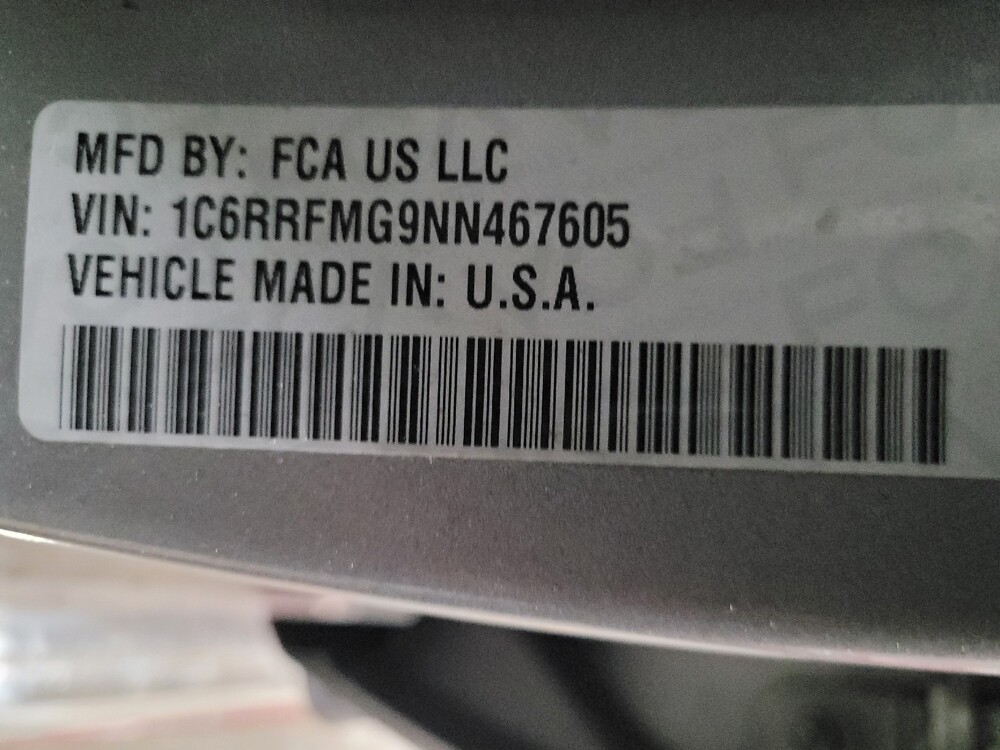 MFD BY: FCA US LLC
VIN: 1C6RRFMG9NN467605
VEHICLE MADE IN: U.S.A.